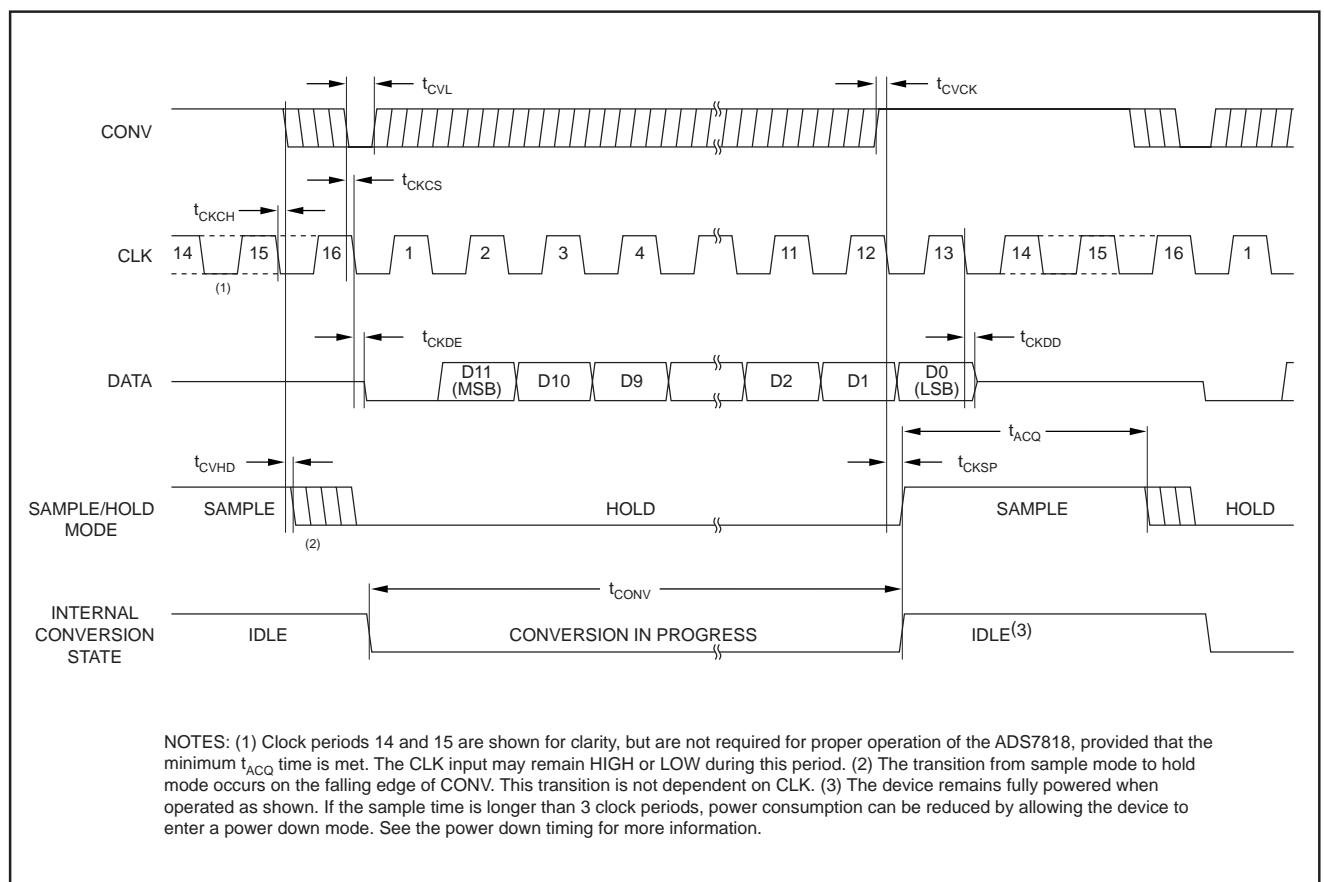 tCVL
tCVCK
CONV
tCKCS
tCKCH
CLK
14 15 16 1 2 3 4 11 12 13 14 15 16 1
(1)
tCKDE
tCKDD
DATA
D11
(MSB)
D10 D9 D2 D1
D0
(LSB)
tACQ
tCVHD
tCKSP
SAMPLE/HOLD
MODE
SAMPLE HOLD SAMPLE HOLD
(2)
tCONV
INTERNAL
CONVERSION
STATE
IDLE CONVERSION IN PROGRESS IDLE(3)
NOTES: (1) Clock periods 14 and 15 are shown for clarity, but are not required for proper operation of the ADS7818, provided that the
minimum tACQ time is met. The CLK input may remain HIGH or LOW during this period. (2) The transition from sample mode to hold
mode occurs on the falling edge of CONV. This transition is not dependent on CLK. (3) The device remains fully powered when
operated as shown. If the sample time is longer than 3 clock periods, power consumption can be reduced by allowing the device to
enter a power down mode. See the power down timing for more information.